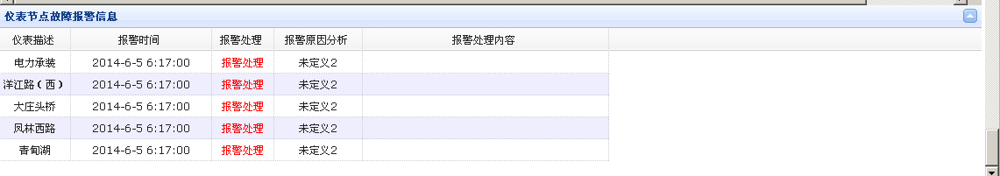 仪表节点故障报警信息
仪表描述 报警时间 报警处理 报警原因分析 报警处理内容
电力承装 2014-6-5 6:17:00 报警处理 未定义2
洋江路（西） 2014-6-5 6:17:00 报警处理 未定义2
大庄头桥 2014-6-5 6:17:00 报警处理 未定义2
凤林西路 2014-6-5 6:17:00 报警处理 未定义2
青甸湖 2014-6-5 6:17:00 报警处理 未定义2